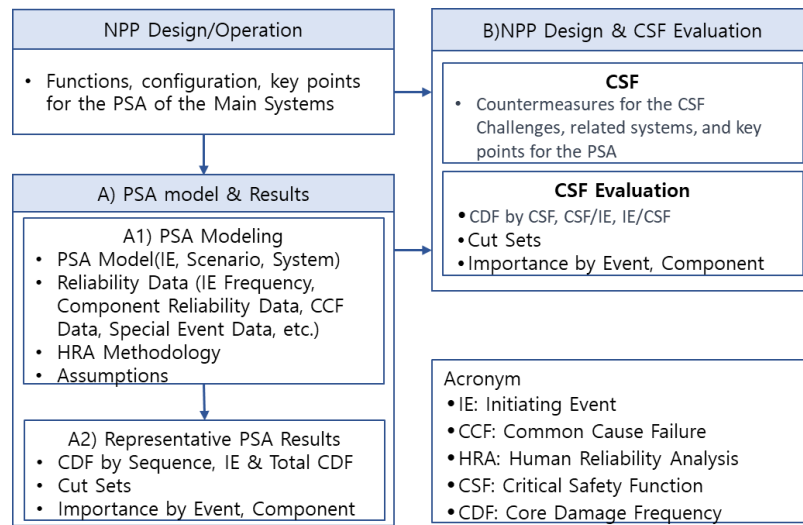 NPP Design/Operation
• Functions, configuration, key points
for the PSA of the Main Systems
A) PSA model & Results
A1) PSA Modeling
• PSA Model(IE, Scenario, System)
• Reliability Data (IE Frequency,
Component Reliability Data, CCF
Data, Special Event Data, etc.)
• HRA Methodology
• Assumptions
A2) Representative PSA Results
• CDF by Sequence, IE & Total CDF
• Cut Sets
• Importance by Event, Component
B)NPP Design & CSF Evaluation
CSF
• Countermeasures for the CSF
Challenges, related systems, and key
points for the PSA
CSF Evaluation
•CDF by CSF, CSF/IE, IE/CSF
•Cut Sets
•Importance by Event, Component
Acronym
•IE: Initiating Event
•CCF: Common Cause Failure
•HRA: Human Reliability Analysis
•CSF: Critical Safety Function
•CDF: Core Damage Frequency